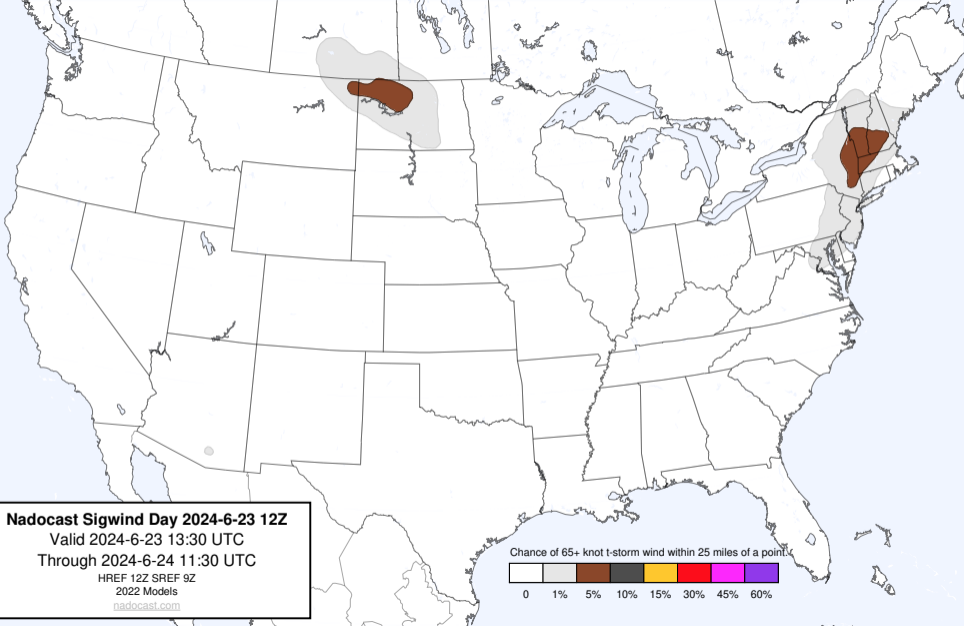 Nadocast Sigwind Day 2024-6-23 12Z
Valid 2024-6-23 13:30 UTC
Through 2024-6-24 11:30 UTC
HREF 12Z SREF 9Z
2022 Models
nadocast.com
Chance of 65+ knot t-storm wind within 25 miles of a point.
0 1% 5% 10% 15% 30% 45% 60%